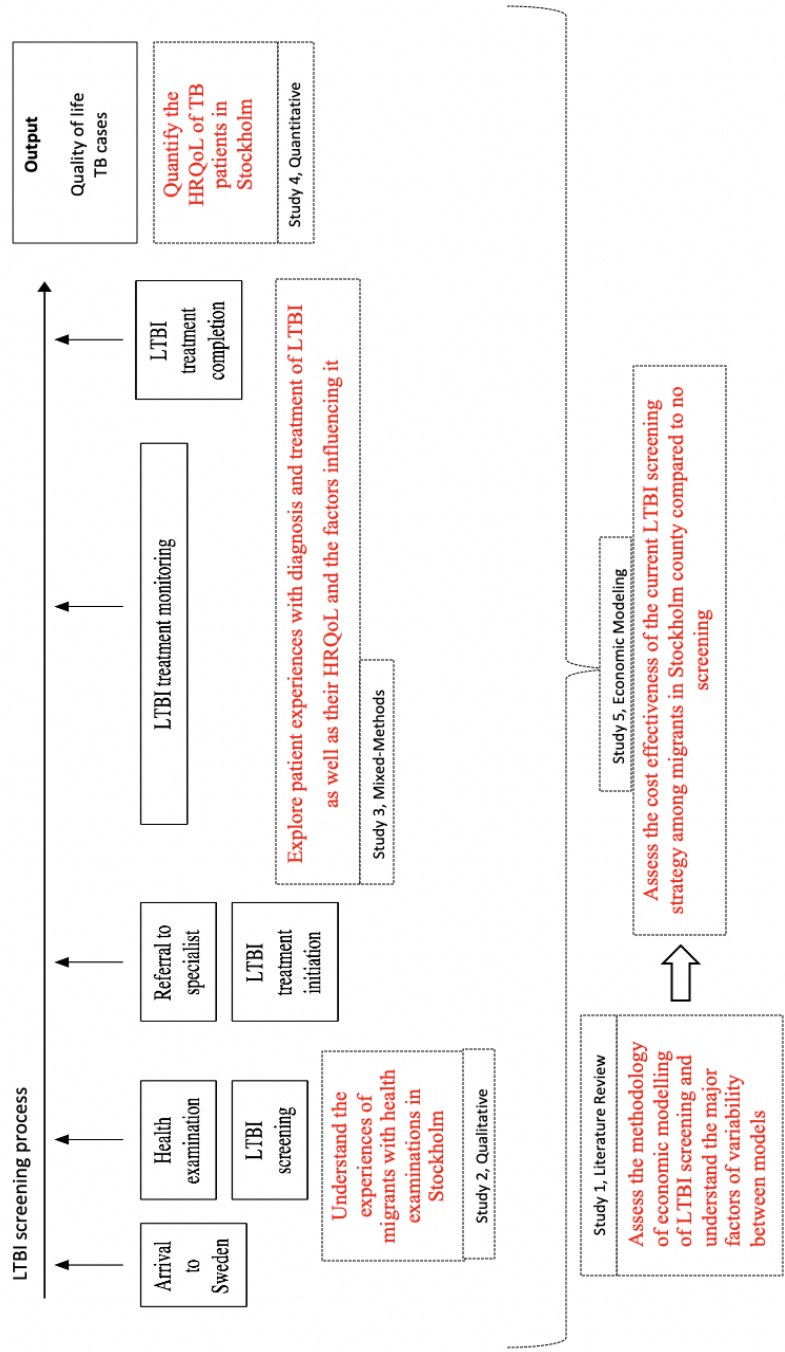 LTBI screening process
Arrival
to
Sweden
Health
examination
LTBI
screening
Referral to
specialist
LTBI
treatment
initiation
LTBI treatment monitoring
LTBI
treatment
completion
Output
Quality of life
TB cases
Understand the
experiences of
migrants with health
examinations in
Stockholm
Study 2, Qualitative
Explore patient experiences with diagnosis and treatment of LTBI
as well as their HRQoL and the factors influencing it
Study 3, Mixed-Methods
Quantify the
HRQoL of TB
patients in
Stockholm
Study 4, Quantitative
Study 1, Literature Review
Assess the methodology
of economic modelling
of LTBI screening and
understand the major
factors of variability
between models
Study 5, Economic Modeling
Assess the cost effectiveness of the current LTBI screening
strategy among migrants in Stockholm county compared to no
screening